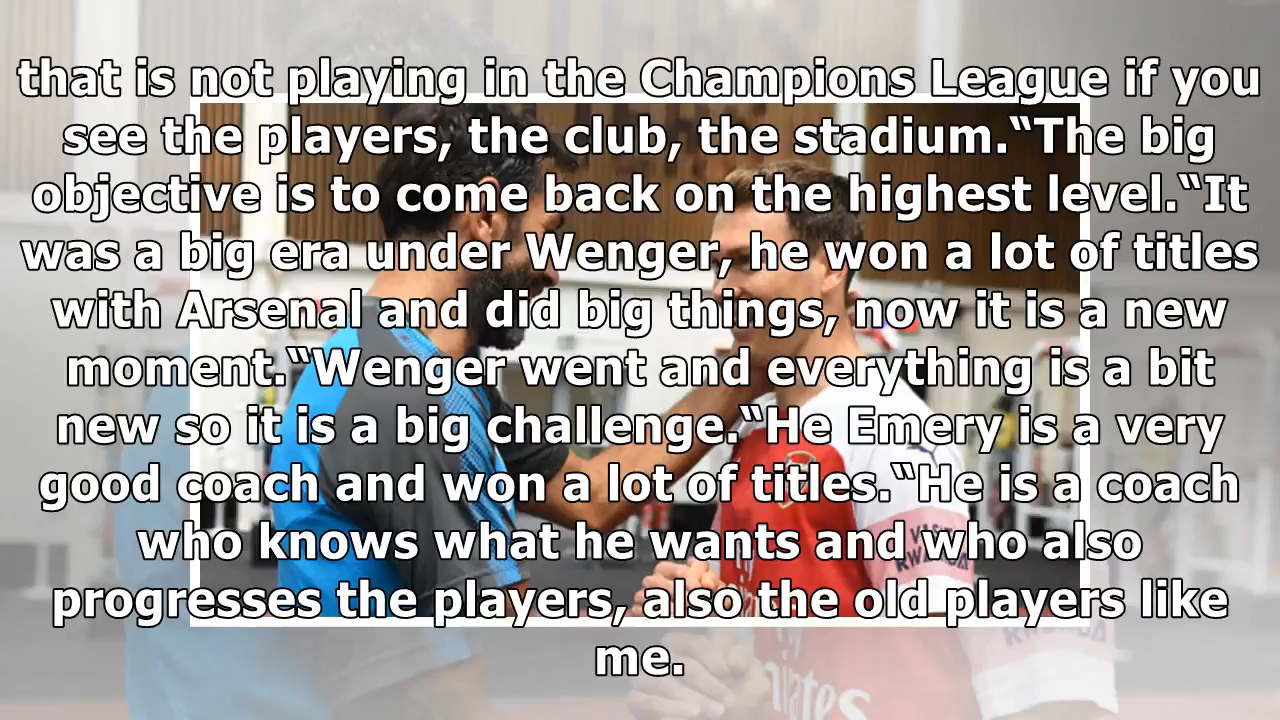 that is not playing in the Champions League if you
see the players, the club, the stadium.“The big
objective is to come back on the highest level.“It
was a big era under Wenger, he won a lot of titles
with Arsenal and did big things, now it is a new
moment.“Wenger went and everything is a bit
new so it is a big challenge.“He Emery is a very
good coach and won a lot of titles.“He is a coach
who knows what he wants and who also
progresses the players, also the old players like
me.